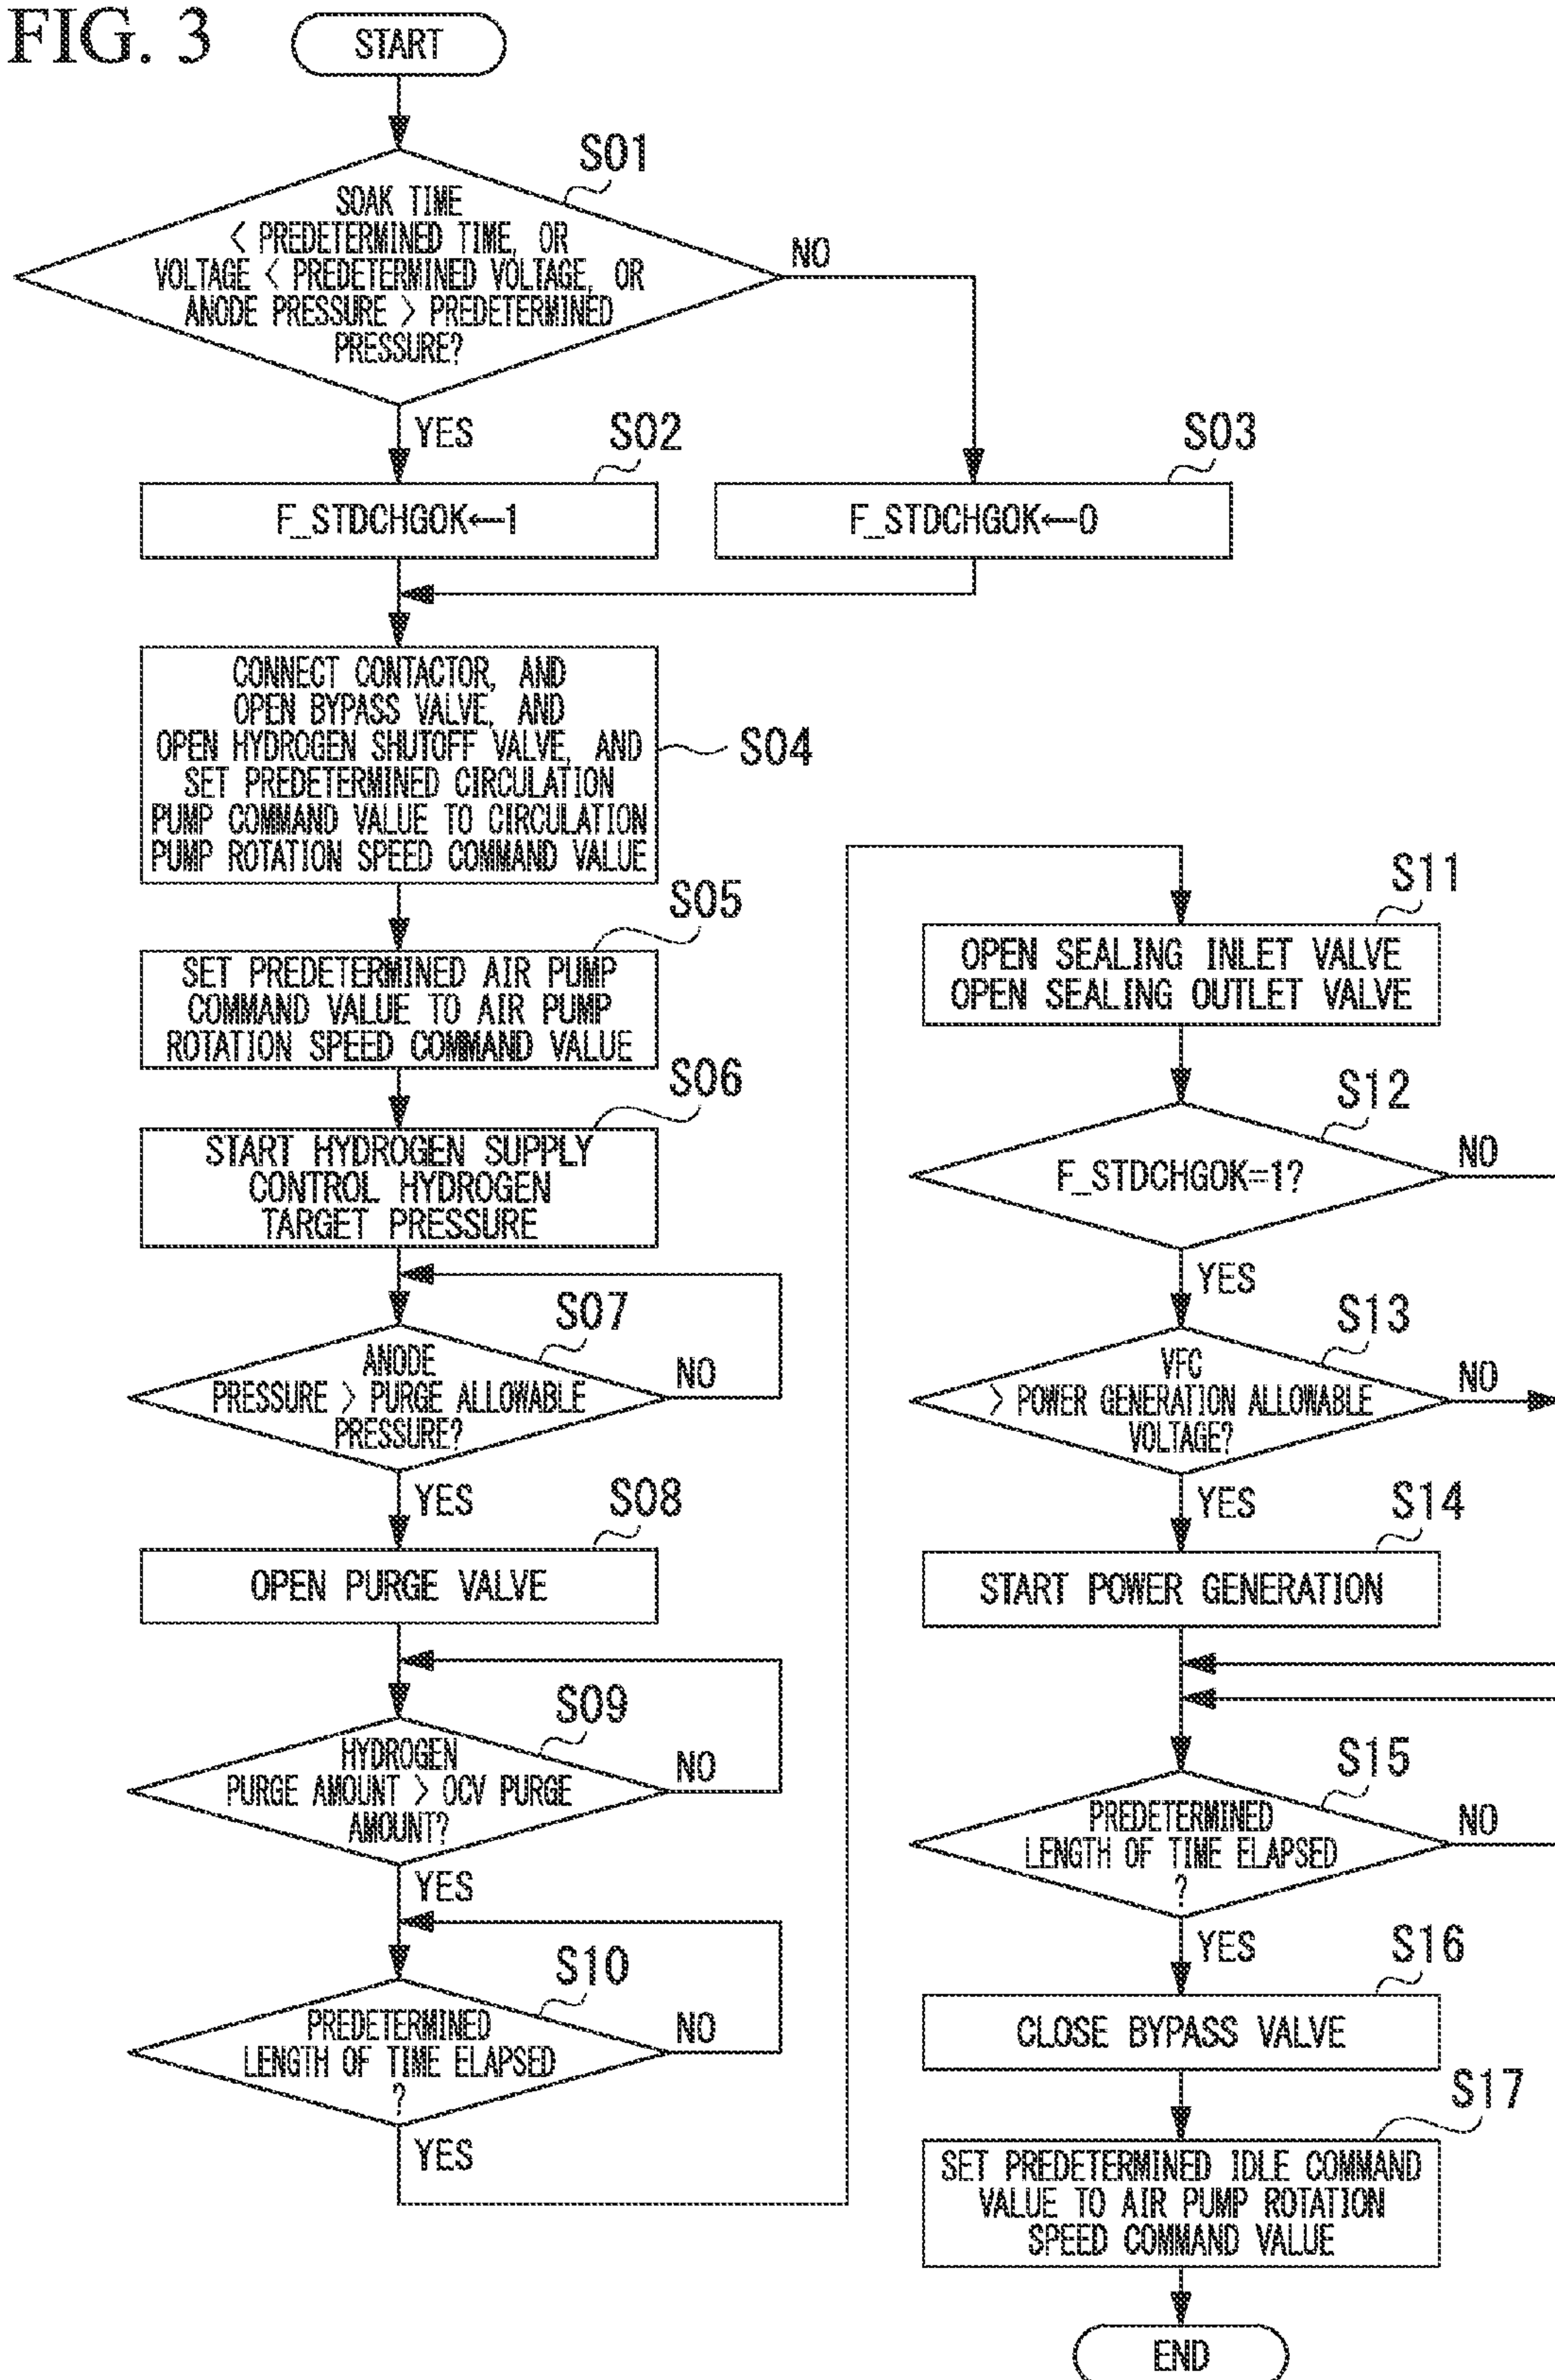 FIG. 3
START
S01
SOAK TIME
< PREDETERMINED TIME, OR
VOLTAGE < PREDETERMINED VOLTAGE, OR
ANODE PRESSURE > PREDETERMINED
PRESSURE?
NO
YES
S02
F_STDCHGOK←1
S03
F_STDCHGOK←0
CONNECT CONTACTOR, AND
OPEN BYPASS VALVE, AND
OPEN HYDROGEN SHUTOFF VALVE, AND
SET PREDETERMINED CIRCULATION
PUMP COMMAND VALUE TO CIRCULATION
PUMP ROTATION SPEED COMMAND VALUE
S04
S05
SET PREDETERMINED AIR PUMP
COMMAND VALUE TO AIR PUMP
ROTATION SPEED COMMAND VALUE
S06
START HYDROGEN SUPPLY
CONTROL HYDROGEN
TARGET PRESSURE
S07
ANODE
PRESSURE > PURGE ALLOWABLE
PRESSURE?
NO
YES
S08
OPEN PURGE VALVE
S09
HYDROGEN
PURGE AMOUNT > OCV PURGE
AMOUNT?
NO
YES
S10
PREDETERMINED
LENGTH OF TIME ELAPSED
?
NO
YES
S11
OPEN SEALING INLET VALVE
OPEN SEALING OUTLET VALVE
S12
F_STDCHGOK=1?
NO
YES
S13
VFC
> POWER GENERATION ALLOWABLE
VOLTAGE?
NO
YES
S14
START POWER GENERATION
S15
PREDETERMINED
LENGTH OF TIME ELAPSED
?
NO
YES
S16
CLOSE BYPASS VALVE
S17
SET PREDETERMINED IDLE COMMAND
VALUE TO AIR PUMP ROTATION
SPEED COMMAND VALUE
END